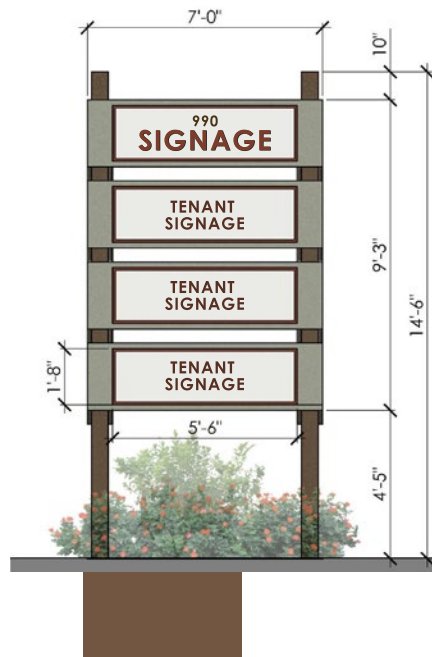 7'-0"
10"
990
SIGNAGE
TENANT
SIGNAGE
9'-3"
TENANT
SIGNAGE
14'-6"
TENANT
SIGNAGE
1'-8"
5'-6"
4'-5"